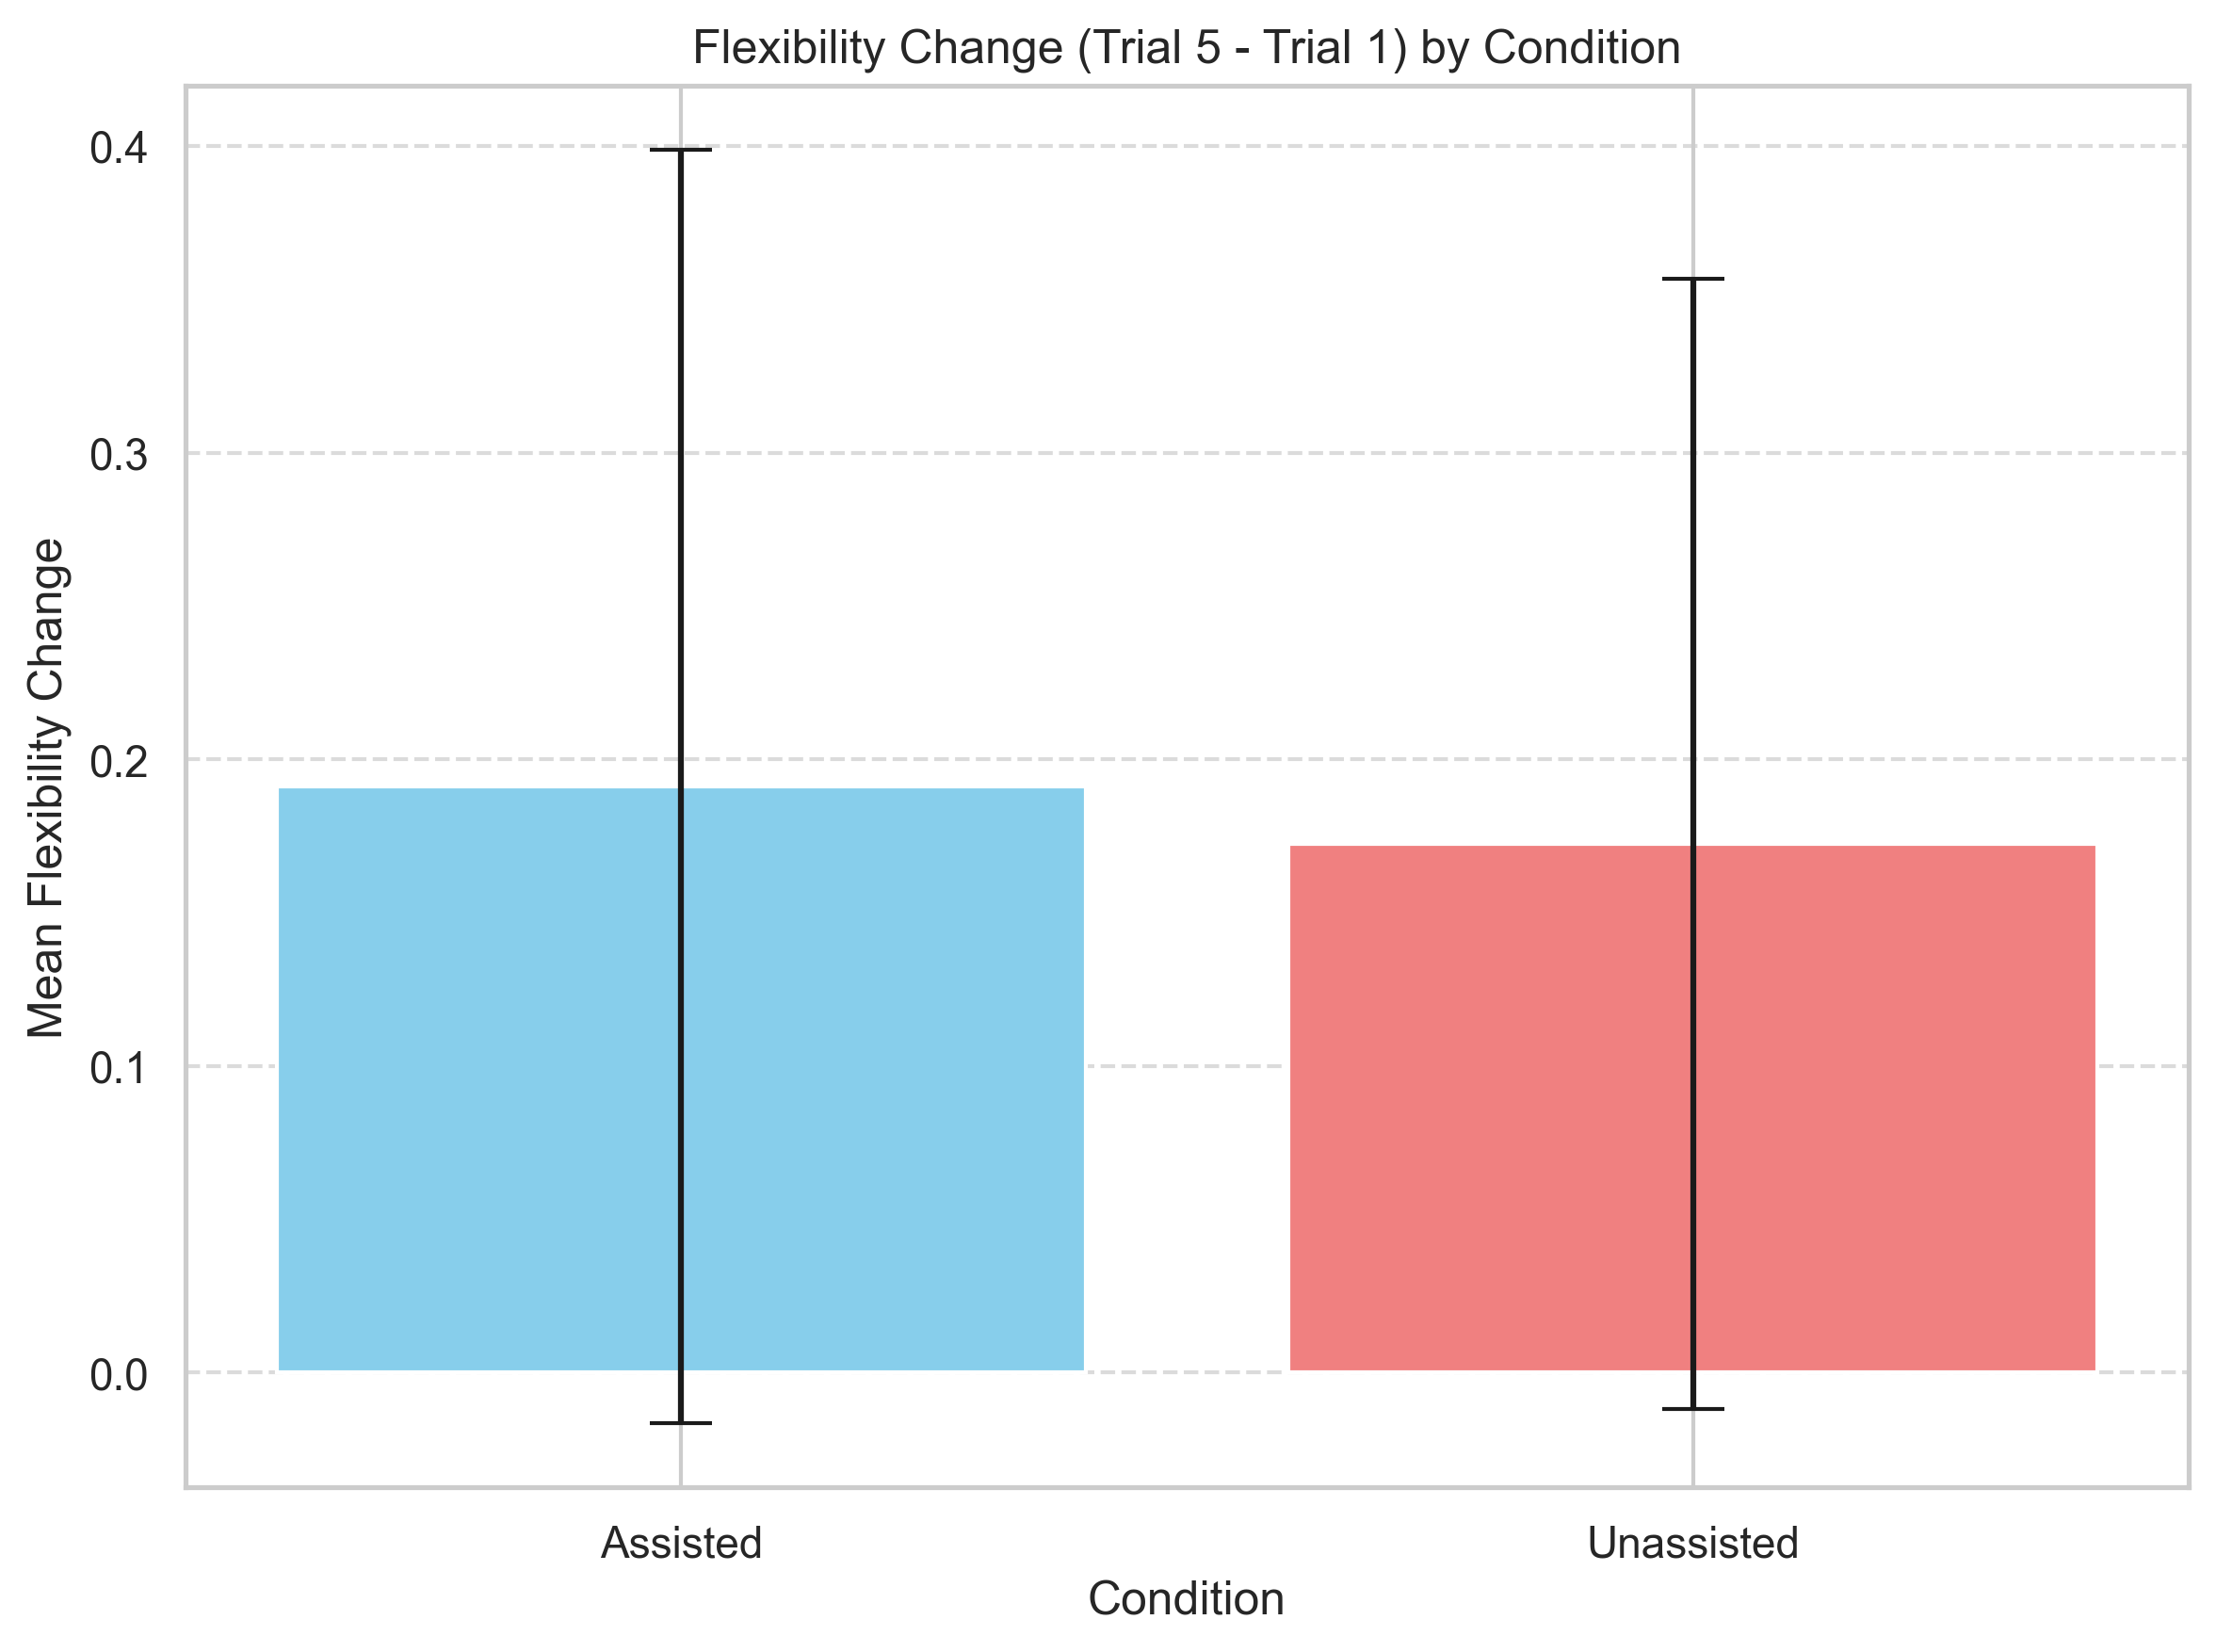 Flexibility Change (Trial 5 - Trial 1) by Condition
Mean Flexibility Change
0.4
0.3
0.2
0.1
0.0
Assisted
Unassisted
Condition